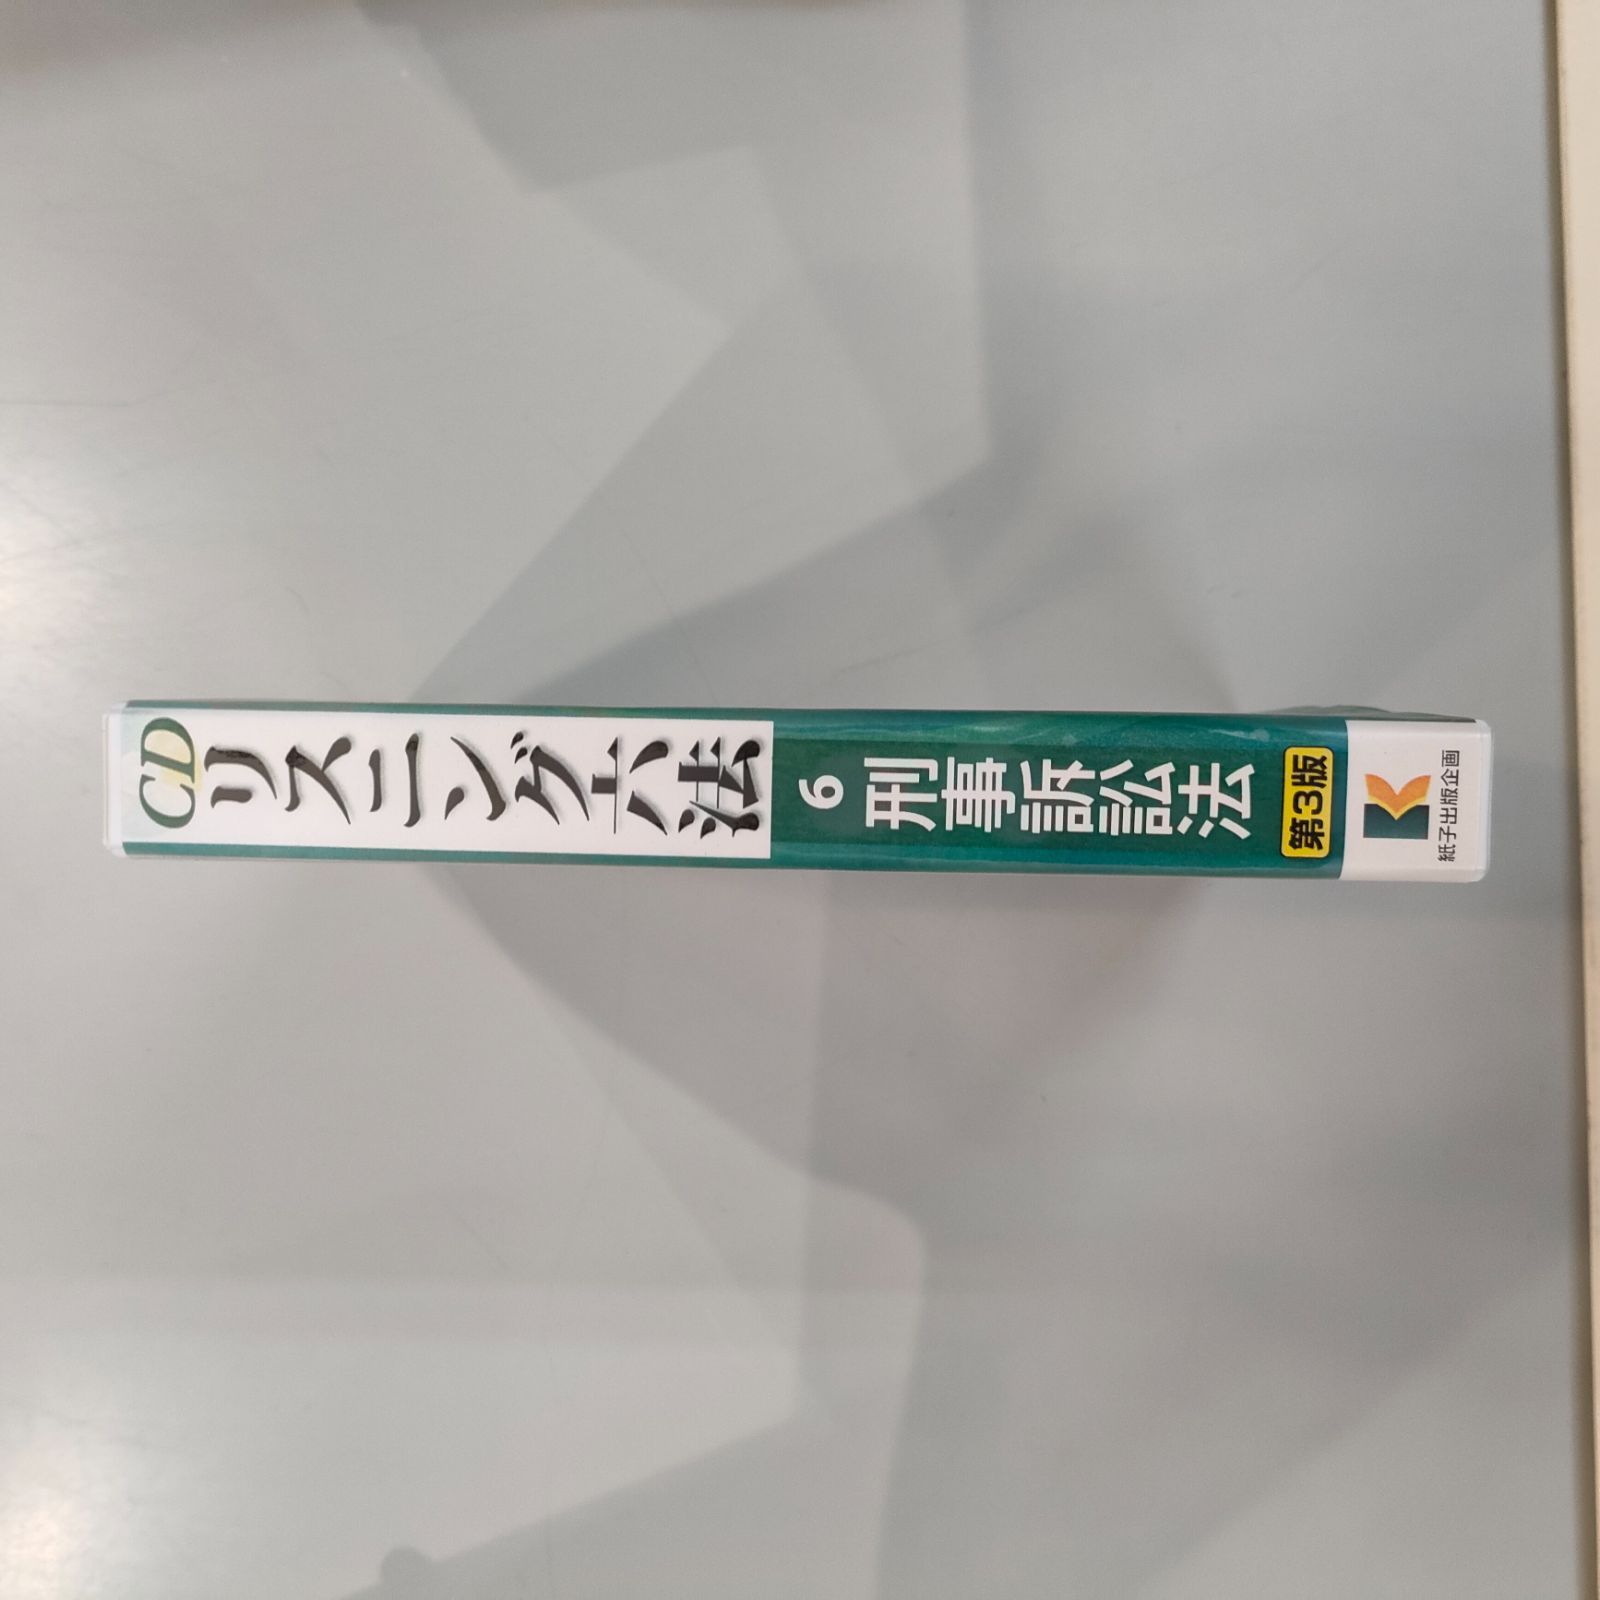 CD
リスニング六法
6
刑事訴訟法
第3版
紙子出版企画